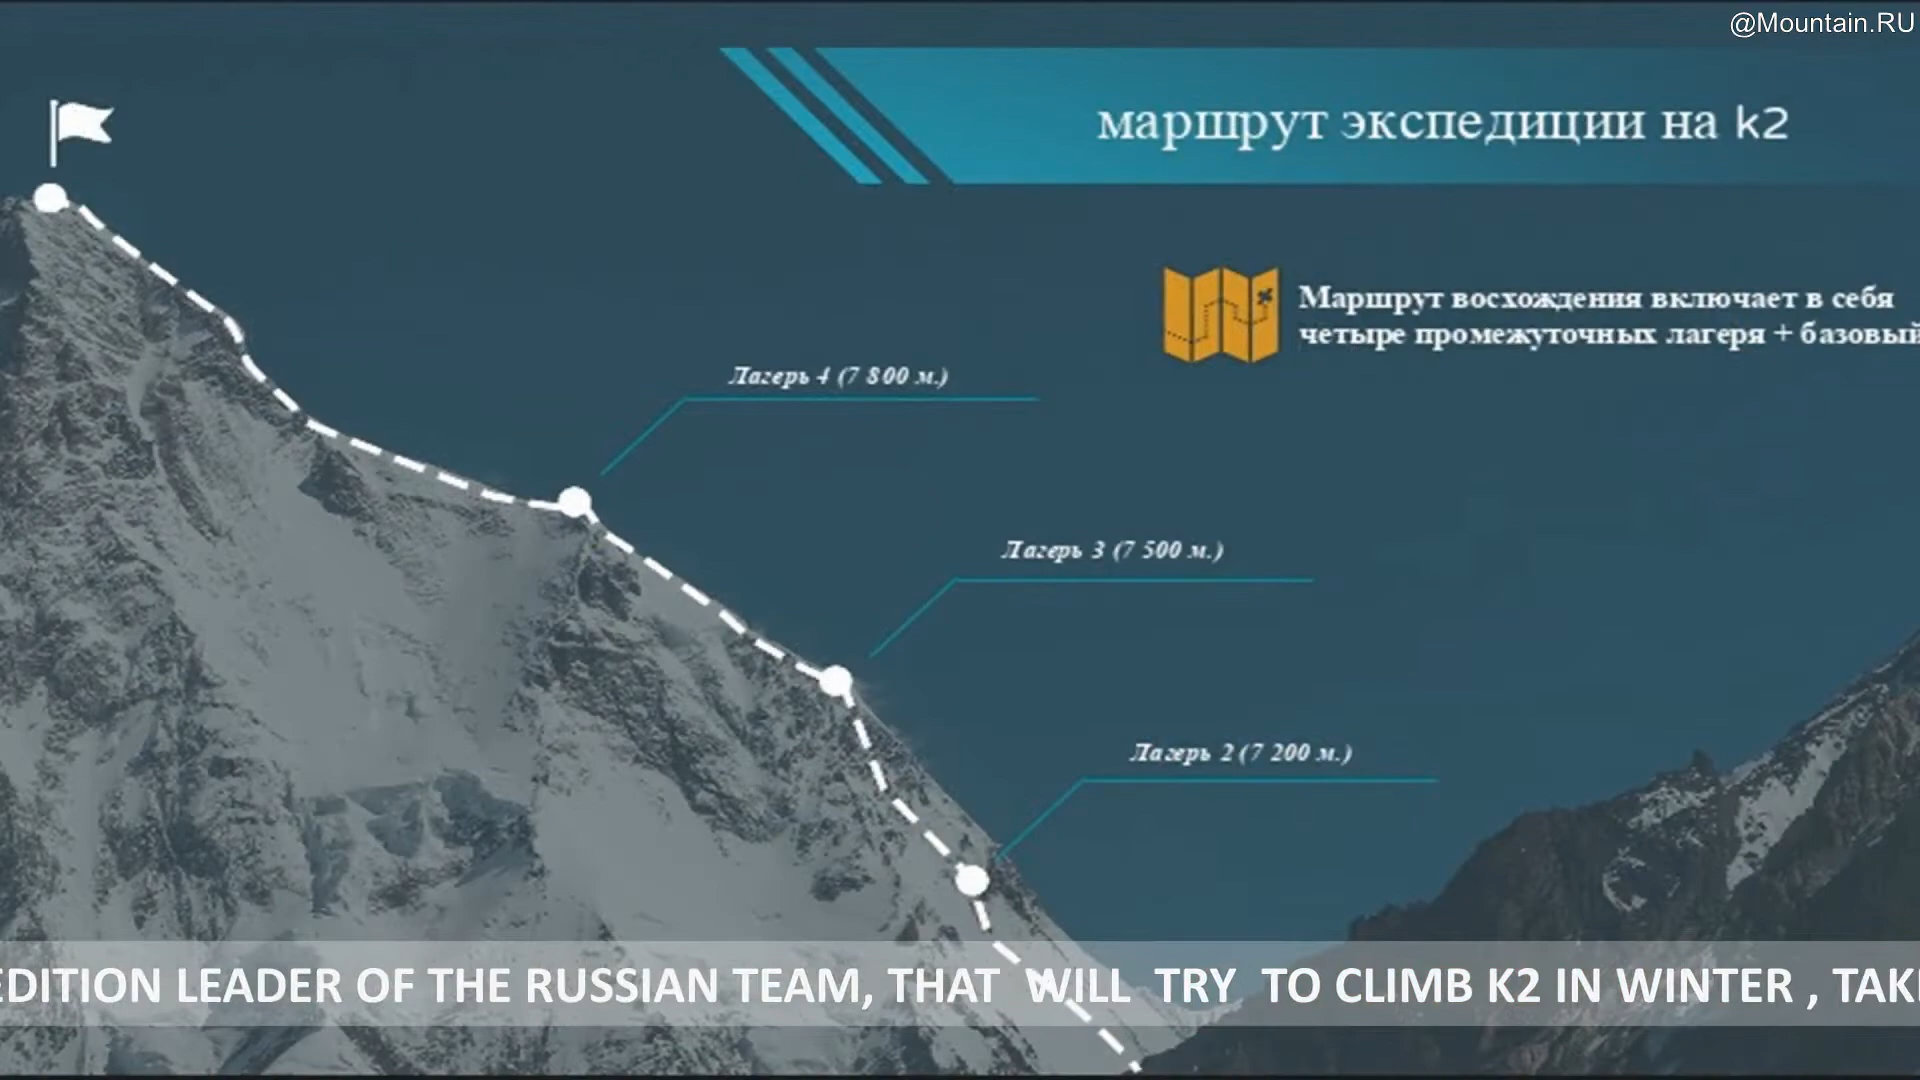 @Mountain.RU
маршрут экспедиции на k2
Маршрут восхождения включает в себя
четыре промежуточных лагеря + базовый
Лагерь 4 (7 800 м.)
Лагерь 3 (7 500 м.)
Лагерь 2 (7 200 м.)
EDITION LEADER OF THE RUSSIAN TEAM, THAT WILL TRY TO CLIMB K2 IN WINTER , TAK